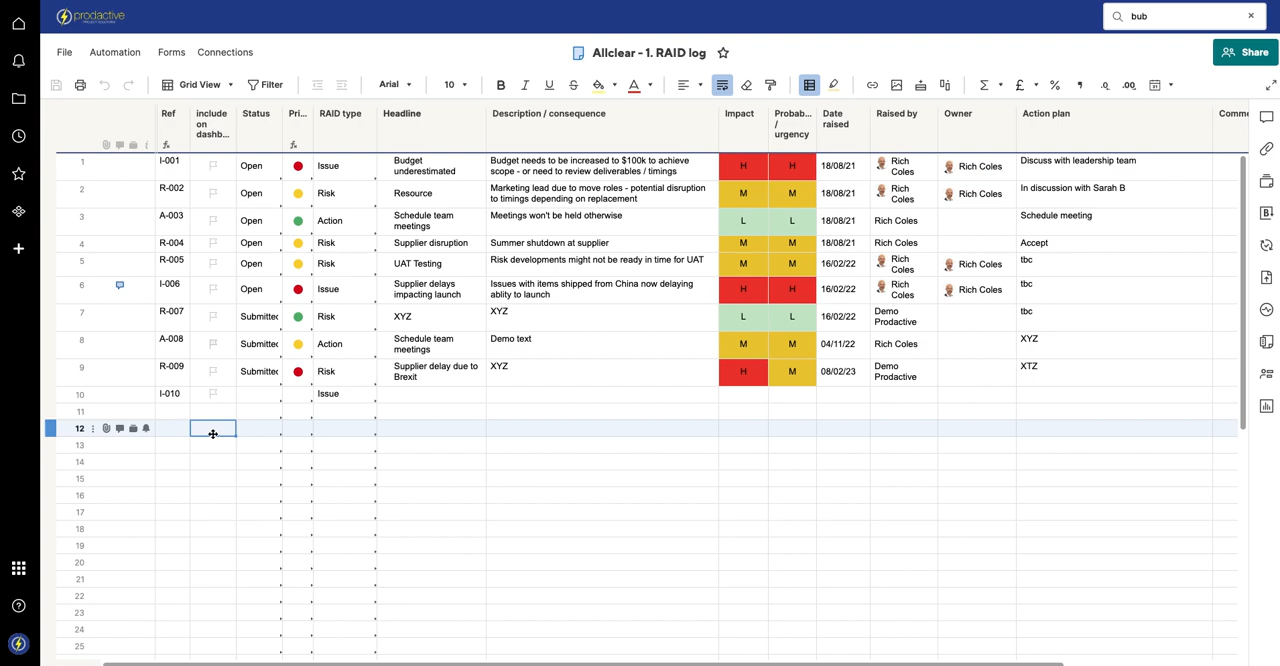 prodactive
PROJECT SOLUTIONS
bub
File Automation Forms Connections
Allclear - 1. RAID log
Share
Grid View Filter Arial 10 B I U S A Σ £ % , .0 .00
Ref include on dashb... Status Pri... RAID type Headline Description / consequence Impact Probab... / urgency Date raised Raised by Owner Action plan Comme
1 I-001 Open Issue Budget underestimated Budget needs to be increased to $100k to achieve scope - or need to review deliverables / timings H H 18/08/21 Rich Coles Rich Coles Discuss with leadership team
2 R-002 Open Risk Resource Marketing lead due to move roles - potential disruption to timings depending on replacement M M 18/08/21 Rich Coles Rich Coles In discussion with Sarah B
3 A-003 Open Action Schedule team meetings Meetings won't be held otherwise L L 18/08/21 Rich Coles Schedule meeting
4 R-004 Open Risk Supplier disruption Summer shutdown at supplier M M 18/08/21 Rich Coles Accept
5 R-005 Open Risk UAT Testing Risk developments might not be ready in time for UAT M M 16/02/22 Rich Coles Rich Coles tbc
6 I-006 Open Issue Supplier delays impacting launch Issues with items shipped from China now delaying ablity to launch H H 16/02/22 Rich Coles Rich Coles tbc
7 R-007 Submitted Risk XYZ XYZ L L 16/02/22 Demo Prodactive tbc
8 A-008 Submitted Action Schedule team meetings Demo text M M 04/11/22 Rich Coles XYZ
9 R-009 Submitted Risk Supplier delay due to Brexit XYZ H M 08/02/23 Demo Prodactive XTZ
10 I-010 Issue
11
12
13
14
15
16
17
18
19
20
21
22
23
24
25